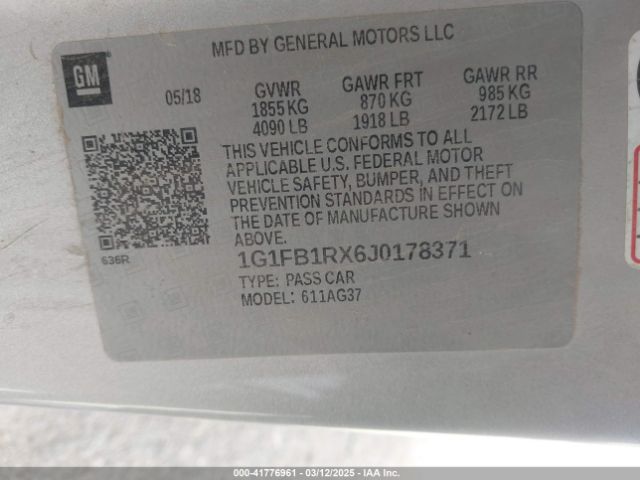 GM
MFD BY GENERAL MOTORS LLC
05/18
GVWR GAWR FRT GAWR RR
1855 KG 870 KG 985 KG
4090 LB 1918 LB 2172 LB
THIS VEHICLE CONFORMS TO ALL
APPLICABLE U.S. FEDERAL MOTOR
VEHICLE SAFETY, BUMPER, AND THEFT
PREVENTION STANDARDS IN EFFECT ON
THE DATE OF MANUFACTURE SHOWN
ABOVE.
636R
1G1FB1RX6J0178371
TYPE: PASS CAR
MODEL: 611AG37
000-41776961 - 03/12/2025 - IAA Inc.